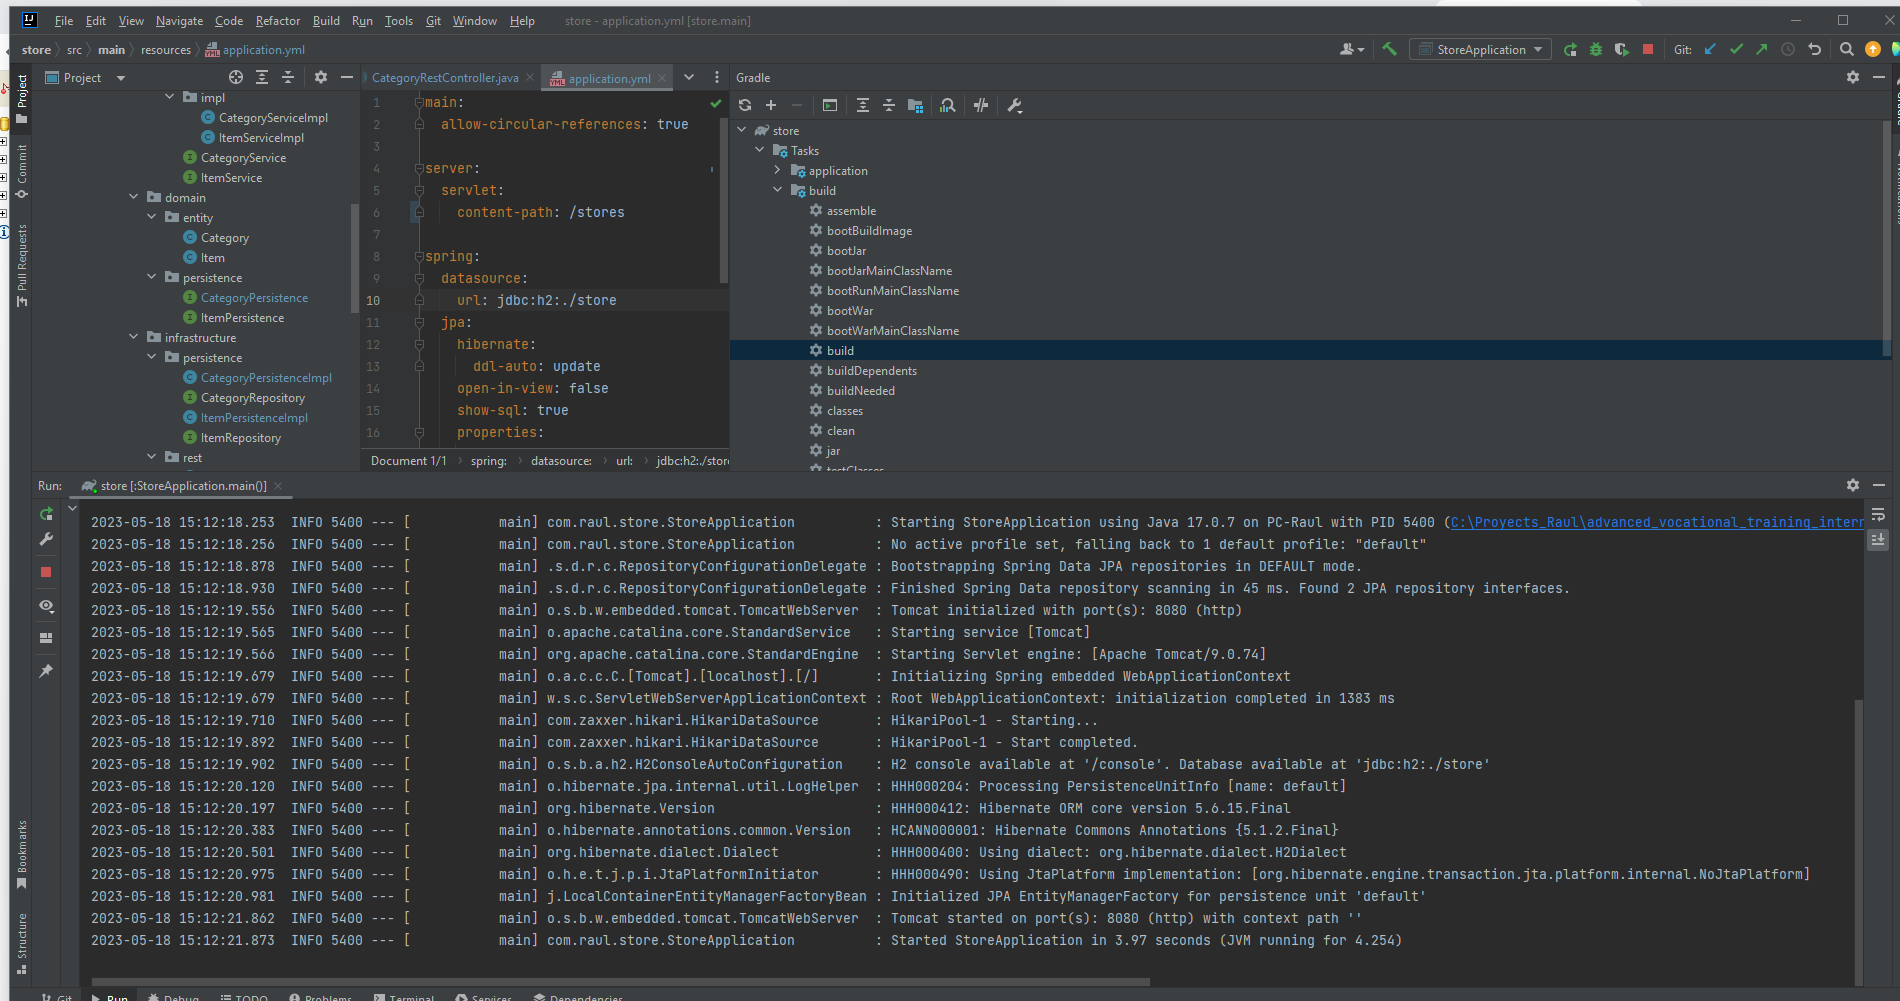 File Edit View Navigate Code Refactor Build Run Tools Git Window Help store - application.yml [store.main]
store src main resources application.yml StoreApplication Git:
Project
CategoryRestController.java application.yml
Gradle
Project
Commit
Pull Requests
Bookmarks
Structure
impl
CategoryServiceImpl
ItemServiceImpl
CategoryService
ItemService
domain
entity
Category
Item
persistence
CategoryPersistence
ItemPersistence
infrastructure
persistence
CategoryPersistenceImpl
CategoryRepository
ItemPersistenceImpl
ItemRepository
rest
1 main:
2 allow-circular-references: true
3
4 server:
5 servlet:
6 content-path: /stores
7
8 spring:
9 datasource:
10 url: jdbc:h2:./store
11 jpa:
12 hibernate:
13 ddl-auto: update
14 open-in-view: false
15 show-sql: true
16 properties:
Document 1/1 spring: datasource: url: jdbc:h2:./store
store
Tasks
application
build
assemble
bootBuildImage
bootJar
bootJarMainClassName
bootRunMainClassName
bootWar
bootWarMainClassName
build
buildDependents
buildNeeded
classes
clean
jar
testClasses
Run: store [:StoreApplication.main()]
2023-05-18 15:12:18.253 INFO 5400 --- [ main] com.raul.store.StoreApplication : Starting StoreApplication using Java 17.0.7 on PC-Raul with PID 5400 (C:\Proyects_Raul\advanced_vocational_training_intern
2023-05-18 15:12:18.256 INFO 5400 --- [ main] com.raul.store.StoreApplication : No active profile set, falling back to 1 default profile: "default"
2023-05-18 15:12:18.878 INFO 5400 --- [ main] .s.d.r.c.RepositoryConfigurationDelegate : Bootstrapping Spring Data JPA repositories in DEFAULT mode.
2023-05-18 15:12:18.930 INFO 5400 --- [ main] .s.d.r.c.RepositoryConfigurationDelegate : Finished Spring Data repository scanning in 45 ms. Found 2 JPA repository interfaces.
2023-05-18 15:12:19.556 INFO 5400 --- [ main] o.s.b.w.embedded.tomcat.TomcatWebServer : Tomcat initialized with port(s): 8080 (http)
2023-05-18 15:12:19.565 INFO 5400 --- [ main] o.apache.catalina.core.StandardService : Starting service [Tomcat]
2023-05-18 15:12:19.566 INFO 5400 --- [ main] org.apache.catalina.core.StandardEngine : Starting Servlet engine: [Apache Tomcat/9.0.74]
2023-05-18 15:12:19.679 INFO 5400 --- [ main] o.a.c.c.C.[Tomcat].[localhost].[/] : Initializing Spring embedded WebApplicationContext
2023-05-18 15:12:19.679 INFO 5400 --- [ main] w.s.c.ServletWebServerApplicationContext : Root WebApplicationContext: initialization completed in 1383 ms
2023-05-18 15:12:19.710 INFO 5400 --- [ main] com.zaxxer.hikari.HikariDataSource : HikariPool-1 - Starting...
2023-05-18 15:12:19.892 INFO 5400 --- [ main] com.zaxxer.hikari.HikariDataSource : HikariPool-1 - Start completed.
2023-05-18 15:12:19.902 INFO 5400 --- [ main] o.s.b.a.h2.H2ConsoleAutoConfiguration : H2 console available at '/console'. Database available at 'jdbc:h2:./store'
2023-05-18 15:12:20.120 INFO 5400 --- [ main] o.hibernate.jpa.internal.util.LogHelper : HHH000204: Processing PersistenceUnitInfo [name: default]
2023-05-18 15:12:20.197 INFO 5400 --- [ main] org.hibernate.Version : HHH000412: Hibernate ORM core version 5.6.15.Final
2023-05-18 15:12:20.383 INFO 5400 --- [ main] o.hibernate.annotations.common.Version : HCANN000001: Hibernate Commons Annotations {5.1.2.Final}
2023-05-18 15:12:20.501 INFO 5400 --- [ main] org.hibernate.dialect.Dialect : HHH000400: Using dialect: org.hibernate.dialect.H2Dialect
2023-05-18 15:12:20.975 INFO 5400 --- [ main] o.h.e.t.j.p.i.JtaPlatformInitiator : HHH000490: Using JtaPlatform implementation: [org.hibernate.engine.transaction.jta.platform.internal.NoJtaPlatform]
2023-05-18 15:12:20.981 INFO 5400 --- [ main] j.LocalContainerEntityManagerFactoryBean : Initialized JPA EntityManagerFactory for persistence unit 'default'
2023-05-18 15:12:21.862 INFO 5400 --- [ main] o.s.b.w.embedded.tomcat.TomcatWebServer : Tomcat started on port(s): 8080 (http) with context path ''
2023-05-18 15:12:21.873 INFO 5400 --- [ main] com.raul.store.StoreApplication : Started StoreApplication in 3.97 seconds (JVM running for 4.254)
Git Run Debug TODO Problems Terminal Services Dependencies